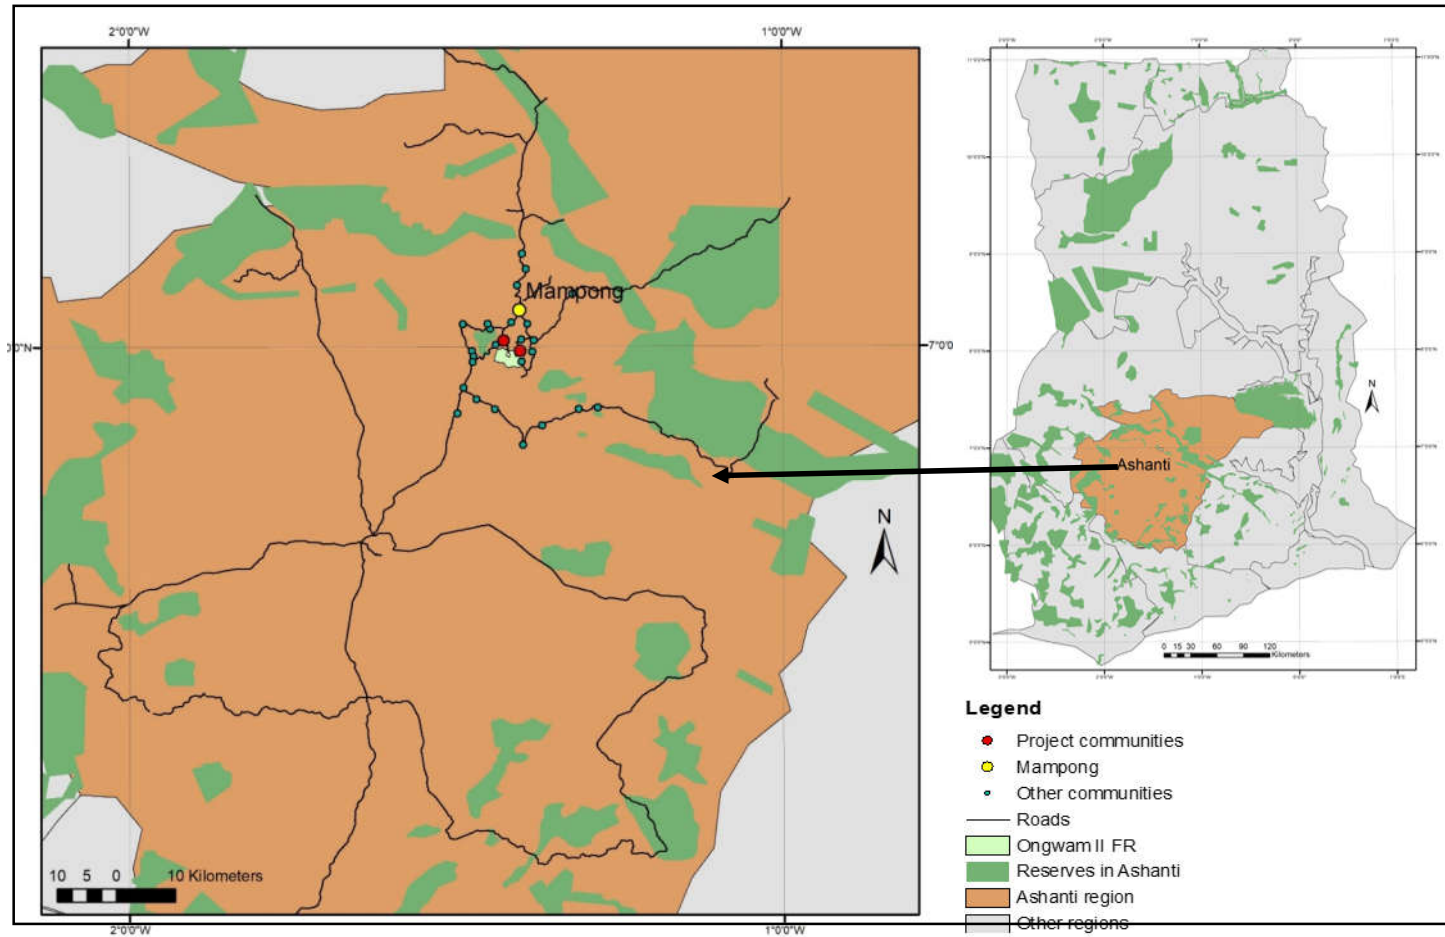 2°0'0"W
1°0'0"W
Mampong
0'0"N
7°0'0
N
10 5 0 10 Kilometers
2°0'0"W
1°0'0"W
N
Ashanti
0 15 30 60 90 120
Kilometers
Legend
Project communities
Mampong
Other communities
Roads
Ongwam II FR
Reserves in Ashanti
Ashanti region
Other regions